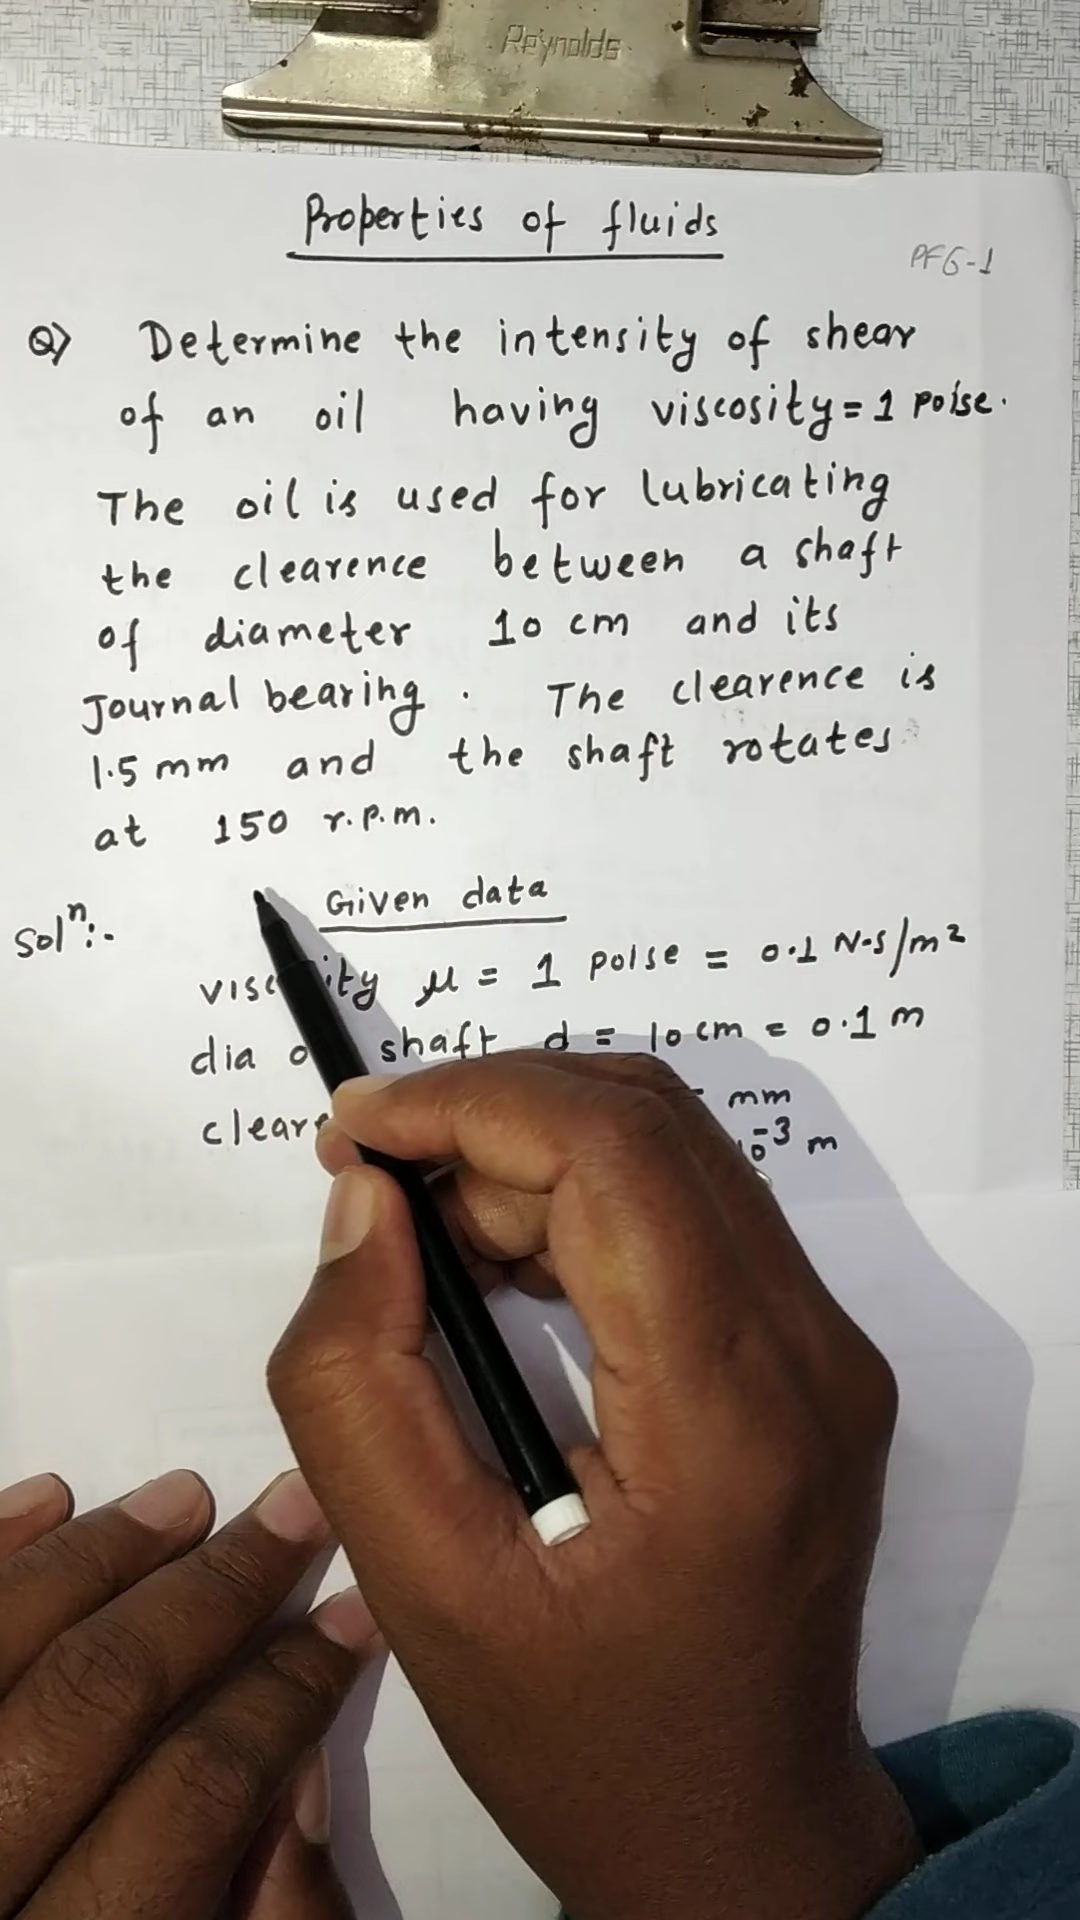 Reynolds
Properties of fluids
PFG-1
Q) Determine the intensity of shear
of an oil having viscosity = 1 poise.
The oil is used for lubricating
the clearence between a shaft
of diameter 10 cm and its
Journal bearing. The clearence is
1.5 mm and the shaft rotates
at 150 r.p.m.
Given data
Solⁿ:-
μ = 1 poise = 0.1 N-S/m²
dia shaft d = 10 cm = 0.1 m
mm
m